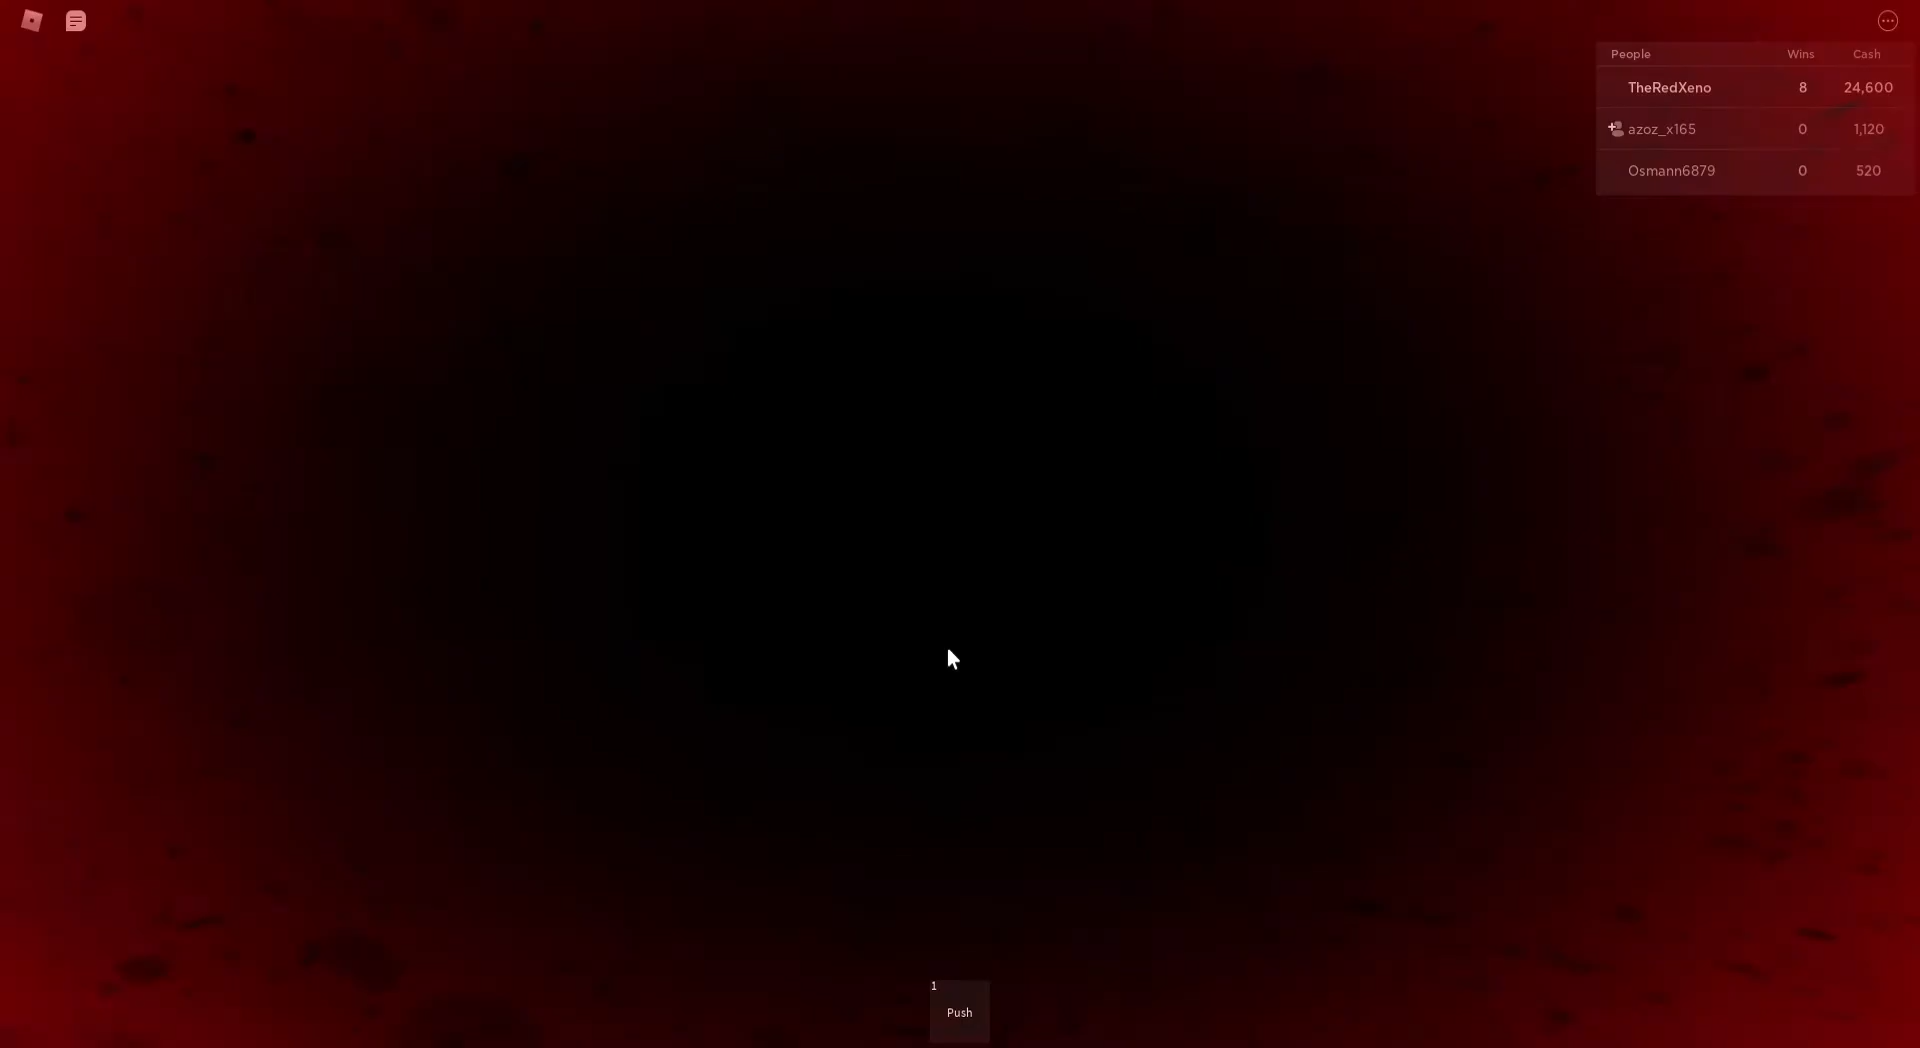 People Wins Cash
TheRedXeno 8 24,600
azoz_x165 0 1,120
Osmann6879 0 520
1
Push